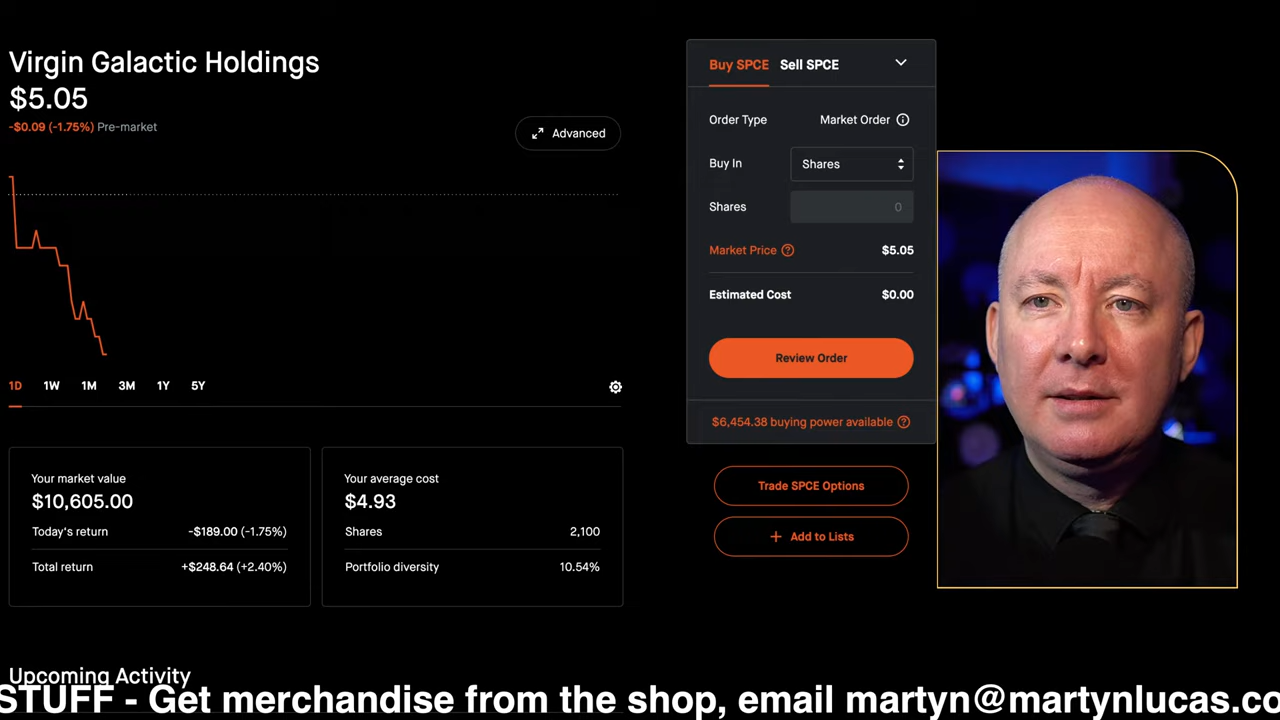 Virgin Galactic Holdings
$5.05
-$0.09 (-1.75%) Pre-market
Advanced
1D 1W 1M 3M 1Y 5Y
Your market value
$10,605.00
Today's return -$189.00 (-1.75%)
Total return +$248.64 (+2.40%)
Your average cost
$4.93
Shares 2,100
Portfolio diversity 10.54%
Buy SPCE Sell SPCE
Order Type Market Order
Buy In Shares
Shares 0
Market Price $5.05
Estimated Cost $0.00
Review Order
$6,454.38 buying power available
Trade SPCE Options
+ Add to Lists
Upcoming Activity
STUFF - Get merchandise from the shop, email martyn@martynlucas.co